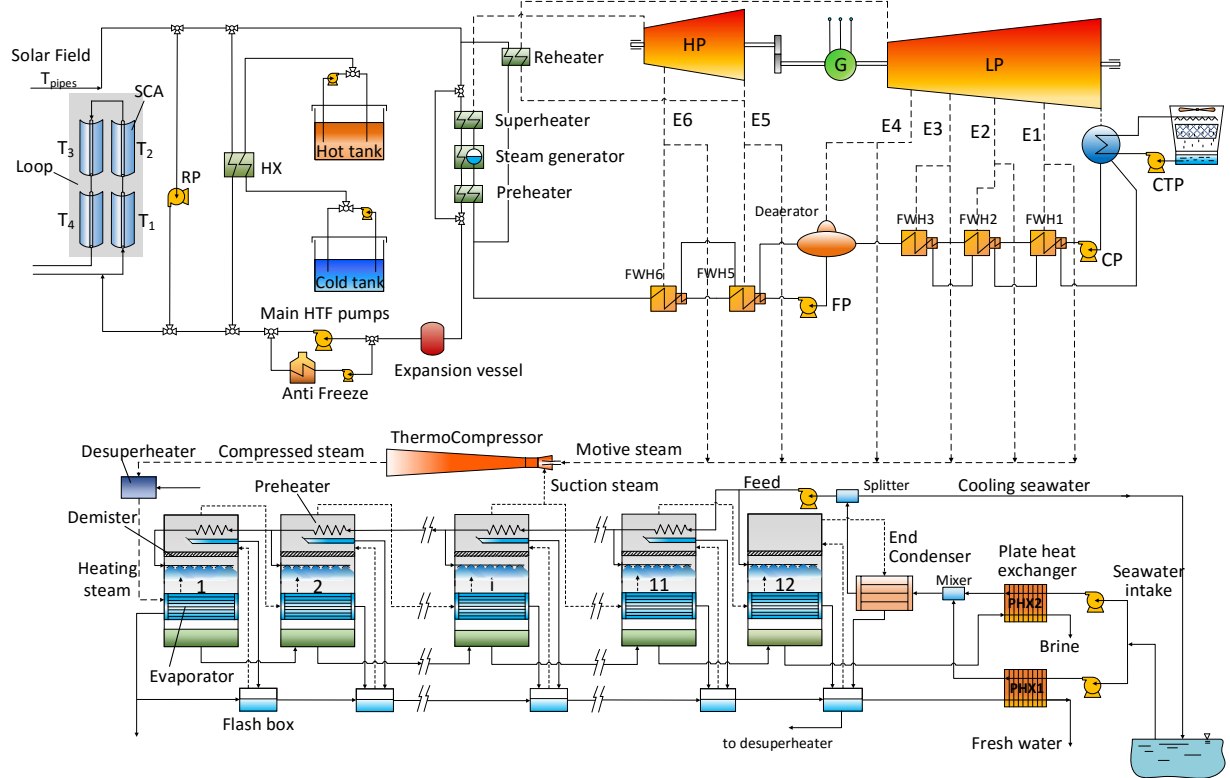 Solar Field
T_pipes
SCA
T3
T2
Loop
T4
T1
RP
HX
Hot tank
Cold tank
Main HTF pumps
Anti Freeze
Expansion vessel
Reheater
Superheater
Steam generator
Preheater
HP
G
LP
E6
E5
E4
E3
E2
E1
CTP
Deaerator
FWH3
FWH2
FWH1
CP
FWH6
FWH5
FP
ThermoCompressor
Desuperheater
Compressed steam
Motive steam
Preheater
Suction steam
Feed
Splitter
Cooling seawater
Demister
End
Condenser
Plate heat
exchanger
Heating
steam
Mixer
Seawater
intake
1
2
i
11
12
PHX2
Brine
Evaporator
PHX1
Flash box
to desuperheater
Fresh water